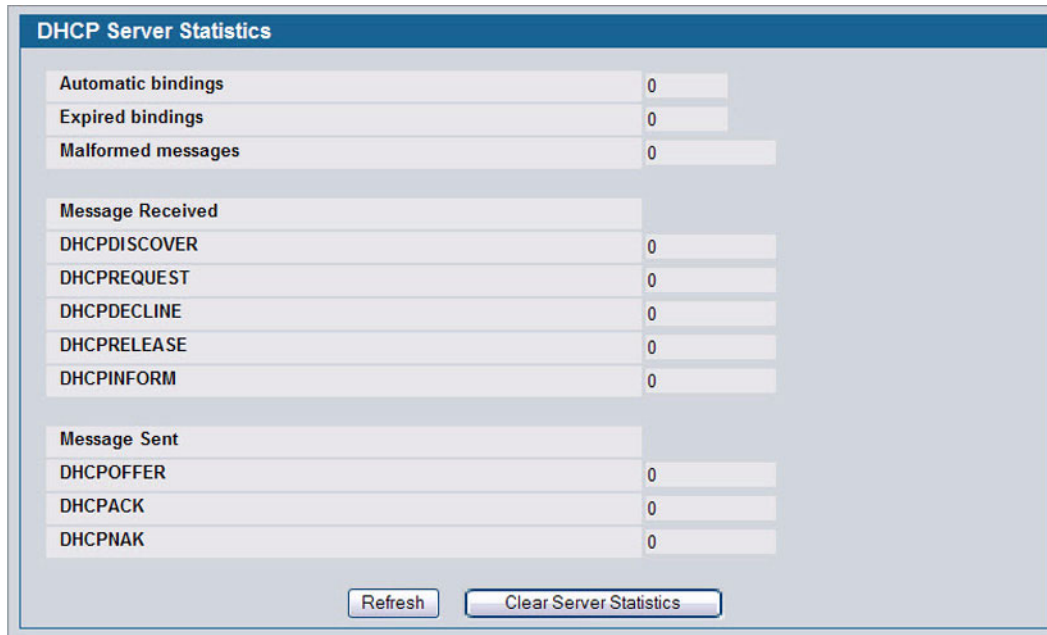 DHCP Server Statistics
Automatic bindings 0
Expired bindings 0
Malformed messages 0
Message Received
DHCPDISCOVER 0
DHCPREQUEST 0
DHCPDECLINE 0
DHCPRELEASE 0
DHCPINFORM 0
Message Sent
DHCPOFFER 0
DHCPACK 0
DHCPNAK 0
Refresh Clear Server Statistics